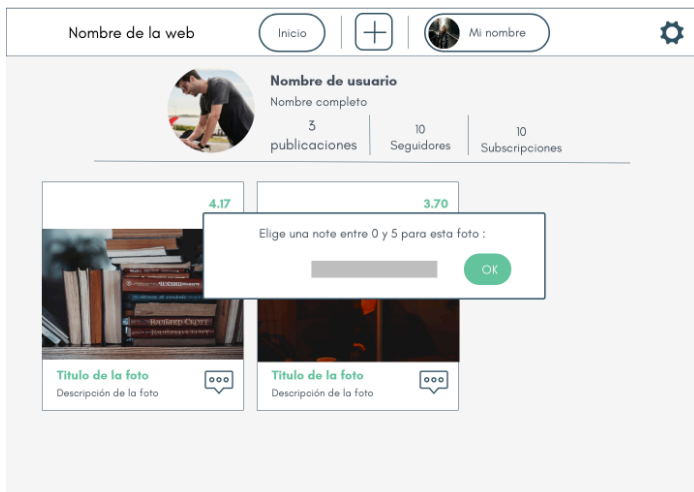 Nombre de la web
Inicio
Mi nombre
Nombre de usuario
Nombre completo
3
publicaciones
10
Seguidores
10
Subscripciones
4.17
3.70
Elige una note entre 0 y 5 para esta foto :
OK
Titulo de la foto
Descripción de la foto
Titulo de la foto
Descripción de la foto